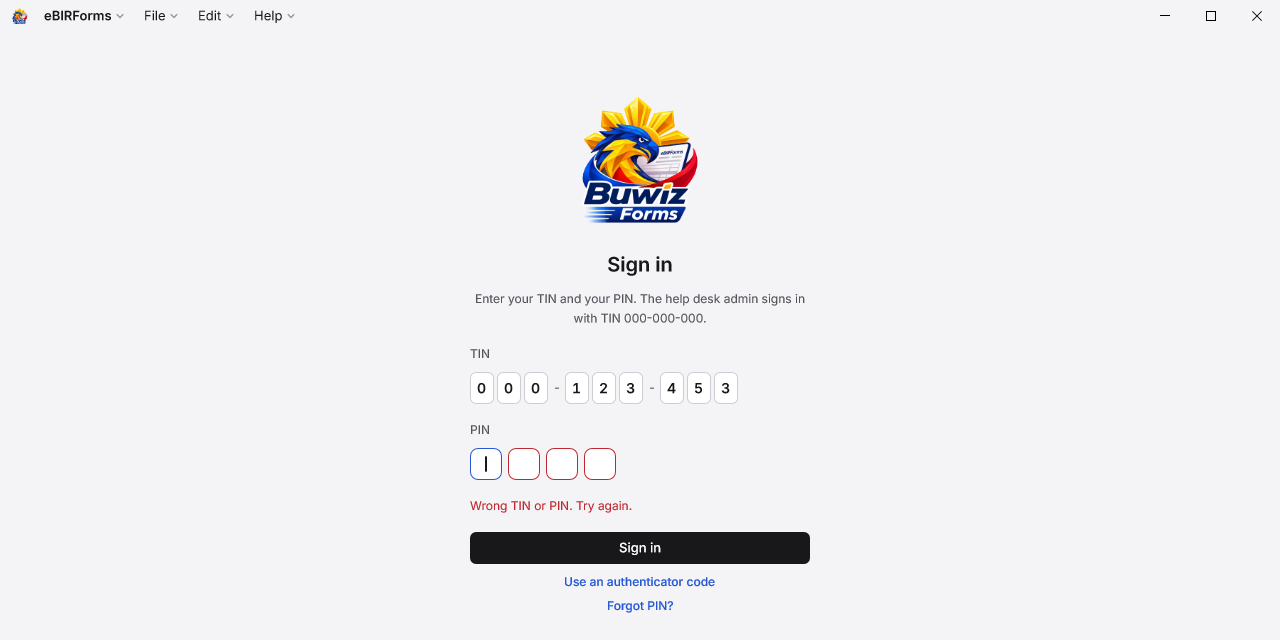 eBIRForms File Edit Help
eBIRForms
Buwiz
Forms
Sign in
Enter your TIN and your PIN. The help desk admin signs in
with TIN 000-000-000.
TIN
0 0 0 - 1 2 3 - 4 5 3
PIN
Wrong TIN or PIN. Try again.
Sign in
Use an authenticator code
Forgot PIN?